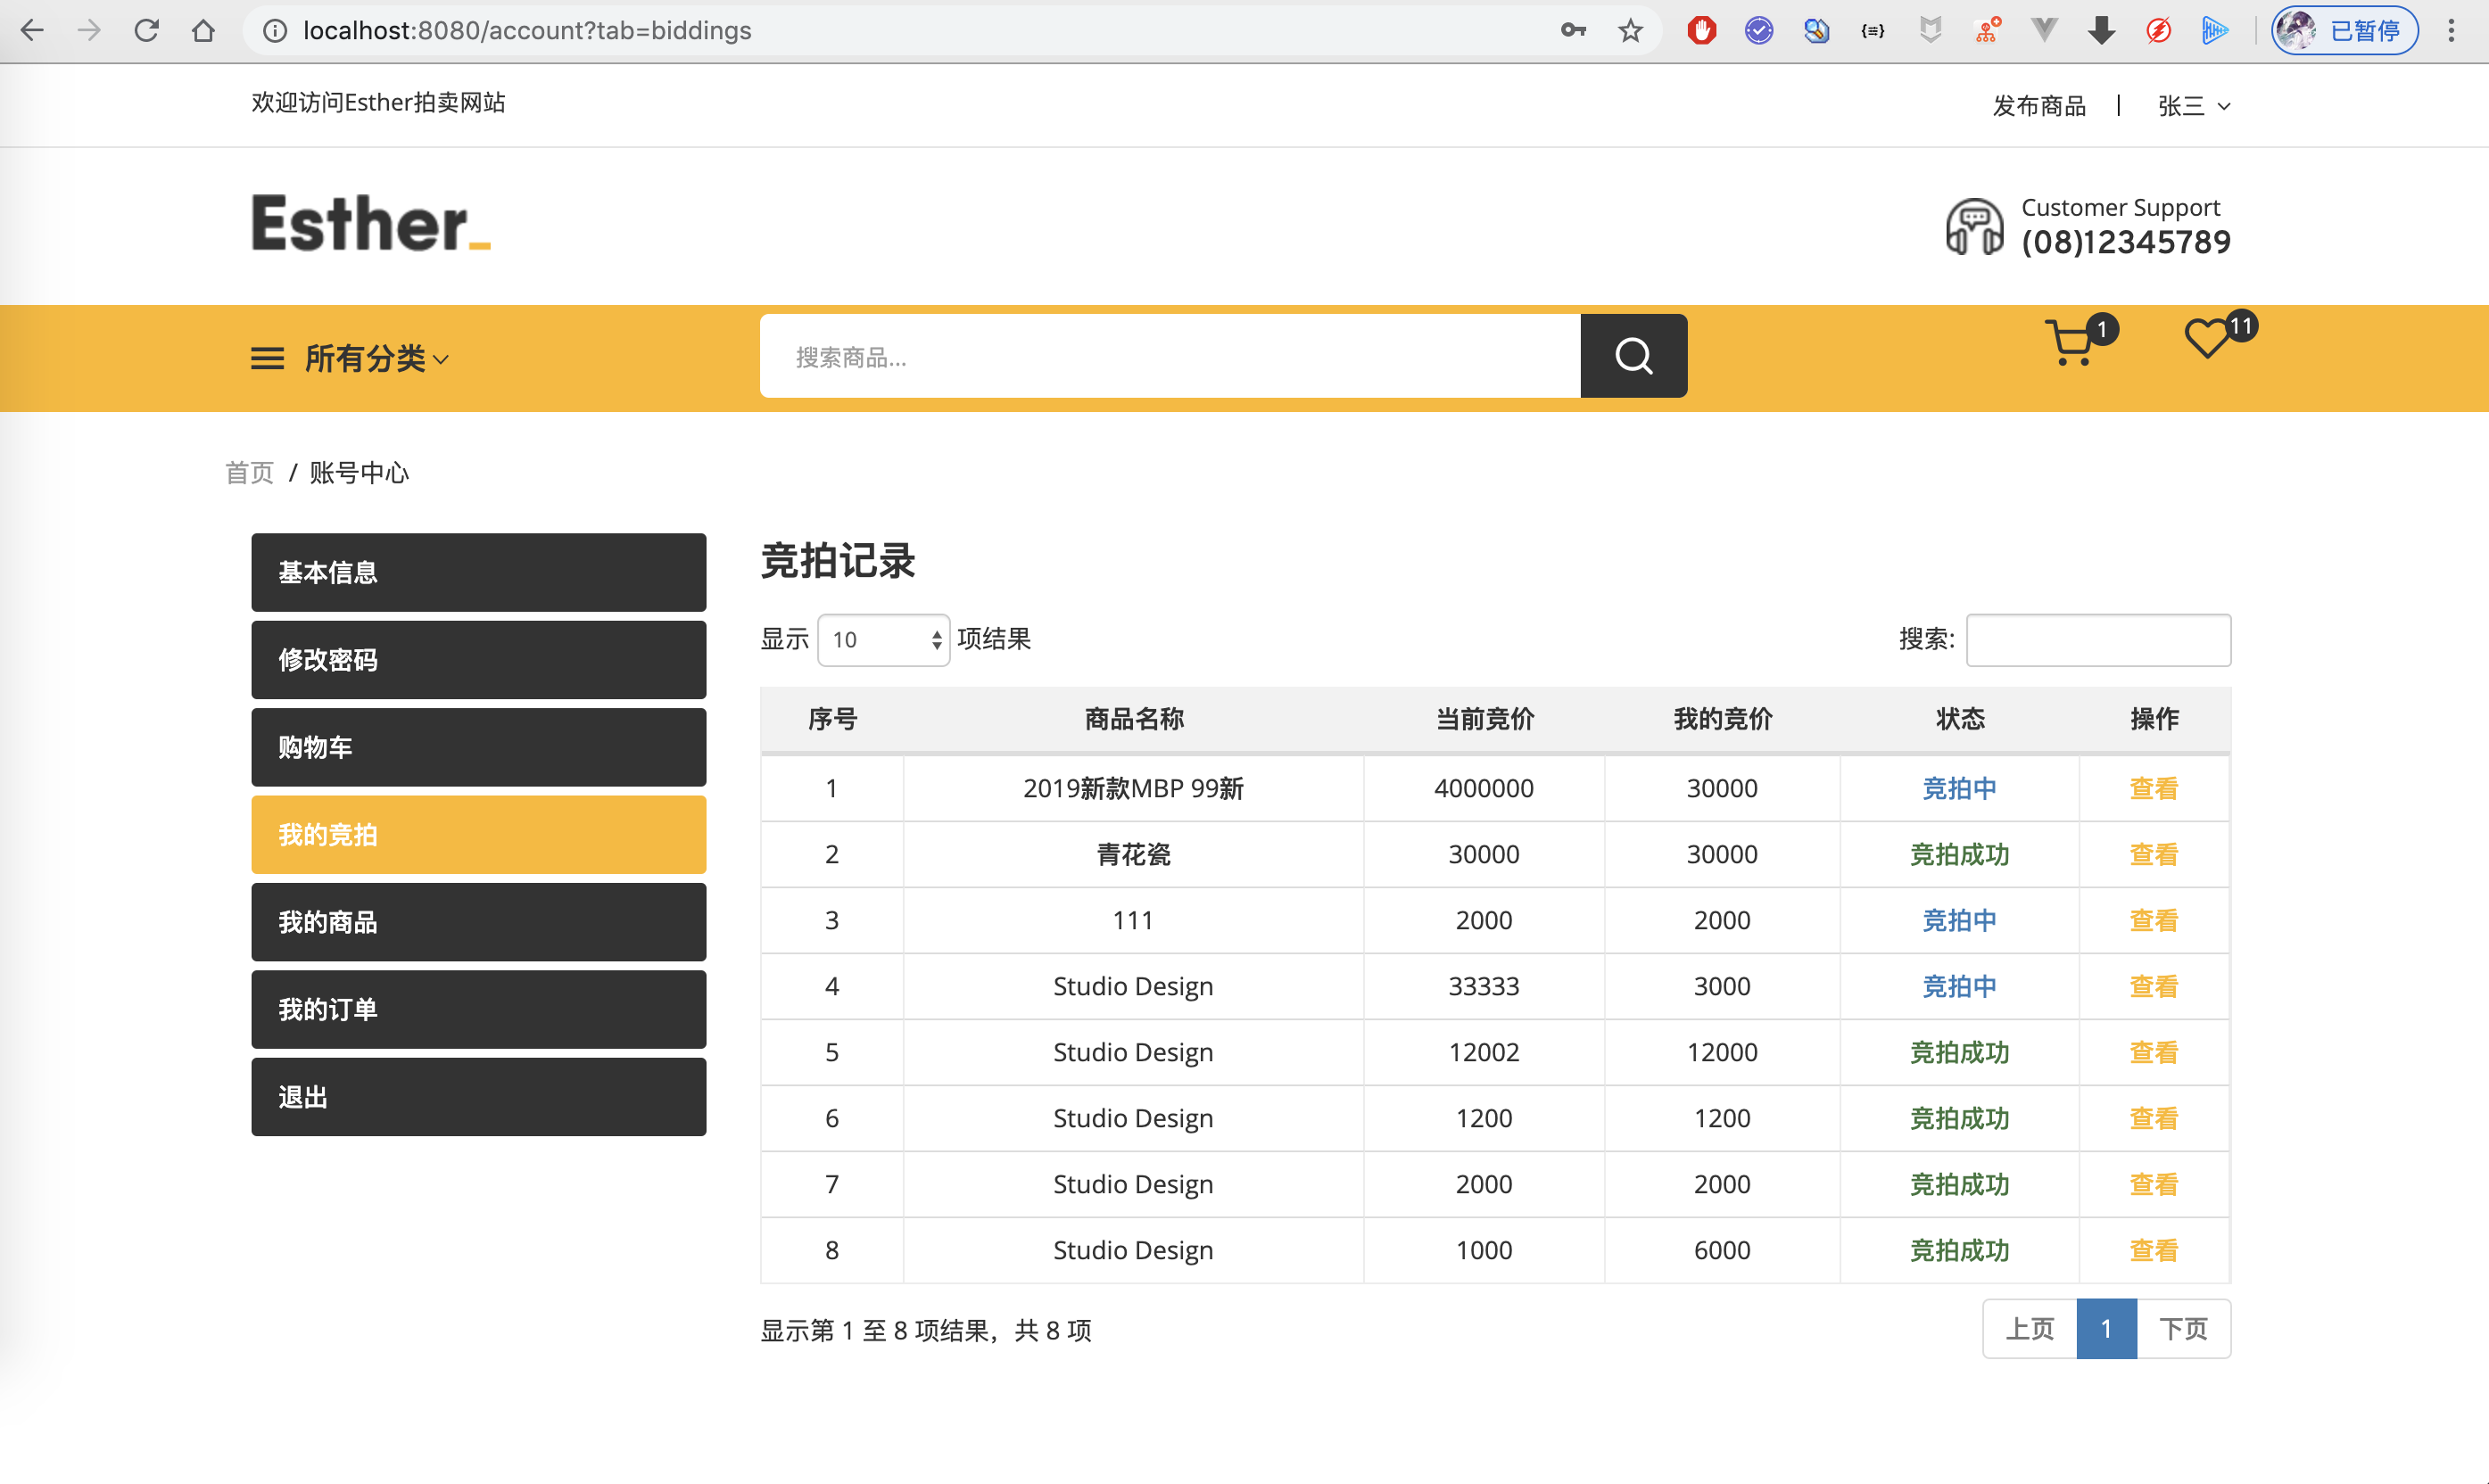 localhost:8080/account?tab=biddings
已暂停
欢迎访问Esther拍卖网站
发布商品 | 张三
Esther_
Customer Support
(08)12345789
所有分类
搜索商品...
1
11
首页 / 账号中心
基本信息
修改密码
购物车
我的竞拍
我的商品
我的订单
退出
竞拍记录
显示 10 项结果
搜索:
序号 商品名称 当前竞价 我的竞价 状态 操作
1 2019新款MBP 99新 4000000 30000 竞拍中 查看
2 青花瓷 30000 30000 竞拍成功 查看
3 111 2000 2000 竞拍中 查看
4 Studio Design 33333 3000 竞拍中 查看
5 Studio Design 12002 12000 竞拍成功 查看
6 Studio Design 1200 1200 竞拍成功 查看
7 Studio Design 2000 2000 竞拍成功 查看
8 Studio Design 1000 6000 竞拍成功 查看
显示第 1 至 8 项结果，共 8 项
上页 1 下页